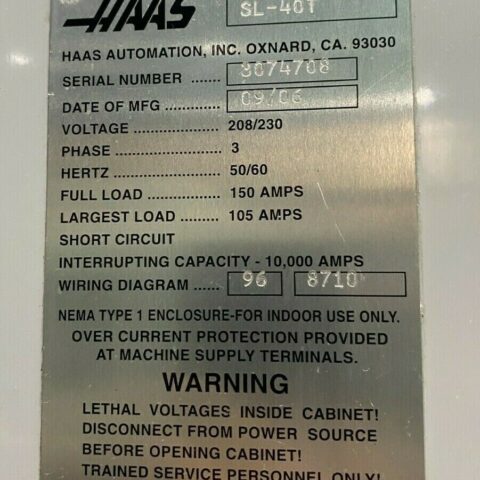 HAAS
SL-40T
HAAS AUTOMATION, INC. OXNARD, CA. 93030
SERIAL NUMBER ...... 3074708
DATE OF MFG ................ 09/06
VOLTAGE .................... 208/230
PHASE ......................... 3
HERTZ ......................... 50/60
FULL LOAD .................. 150 AMPS
LARGEST LOAD ......... 105 AMPS
SHORT CIRCUIT
INTERRUPTING CAPACITY - 10,000 AMPS
WIRING DIAGRAM ...... 96 8710
NEMA TYPE 1 ENCLOSURE-FOR INDOOR USE ONLY.
OVER CURRENT PROTECTION PROVIDED
AT MACHINE SUPPLY TERMINALS.
WARNING
LETHAL VOLTAGES INSIDE CABINET!
DISCONNECT FROM POWER SOURCE
BEFORE OPENING CABINET!
TRAINED SERVICE PERSONNEL ONLY!